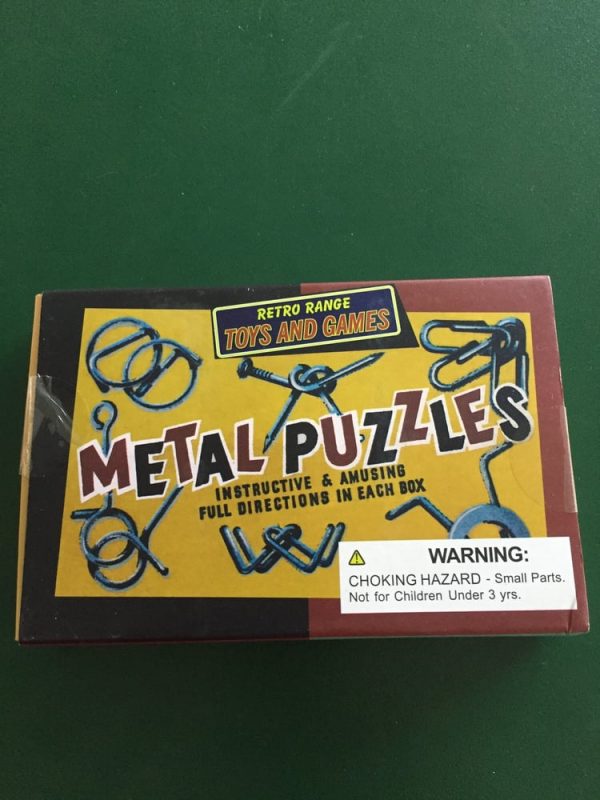 RETRO RANGE
TOYS AND GAMES
METAL PUZZLES
INSTRUCTIVE & AMUSING
FULL DIRECTIONS IN EACH BOX
WARNING:
CHOKING HAZARD - Small Parts.
Not for Children Under 3 yrs.